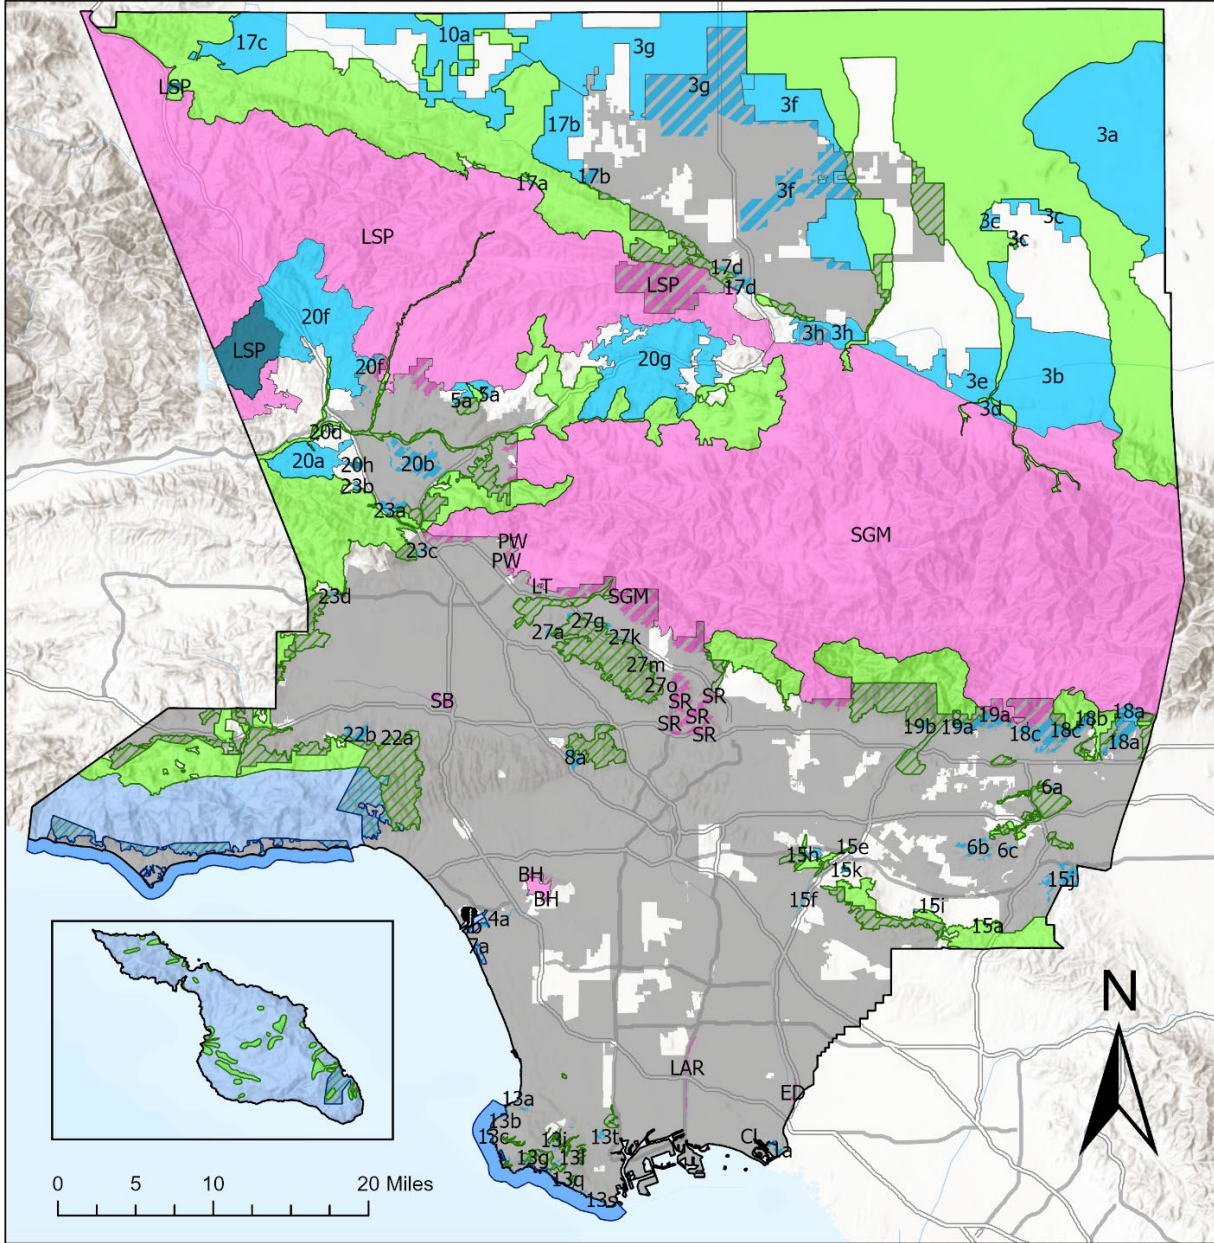 17c
10a
3g
LSP
3g
3f
3a
17b
17b
17a
3f
3e
3c
3c
LSP
17d
17d
LSP
20f
3h
3h
LSP
20g
20f
3e
3b
5a
5a
3d
20d
20a
20h
20b
23b
23a
23c
PW
PW
SGM
LT
SGM
23d
27g
27a
27k
27m
27o
SB
SR
SR
SR
SR
SR
19b
19a
19a
18c
18c
18b
18a
18a
22b
22a
8a
6a
6b
6c
15h
15e
15k
15j
15f
15i
15a
BH
BH
4a
7a
N
LAR
ED
13a
13b
13c
13i
13t
13g
13q
13s
CI
1a
0
5
10
20 Miles